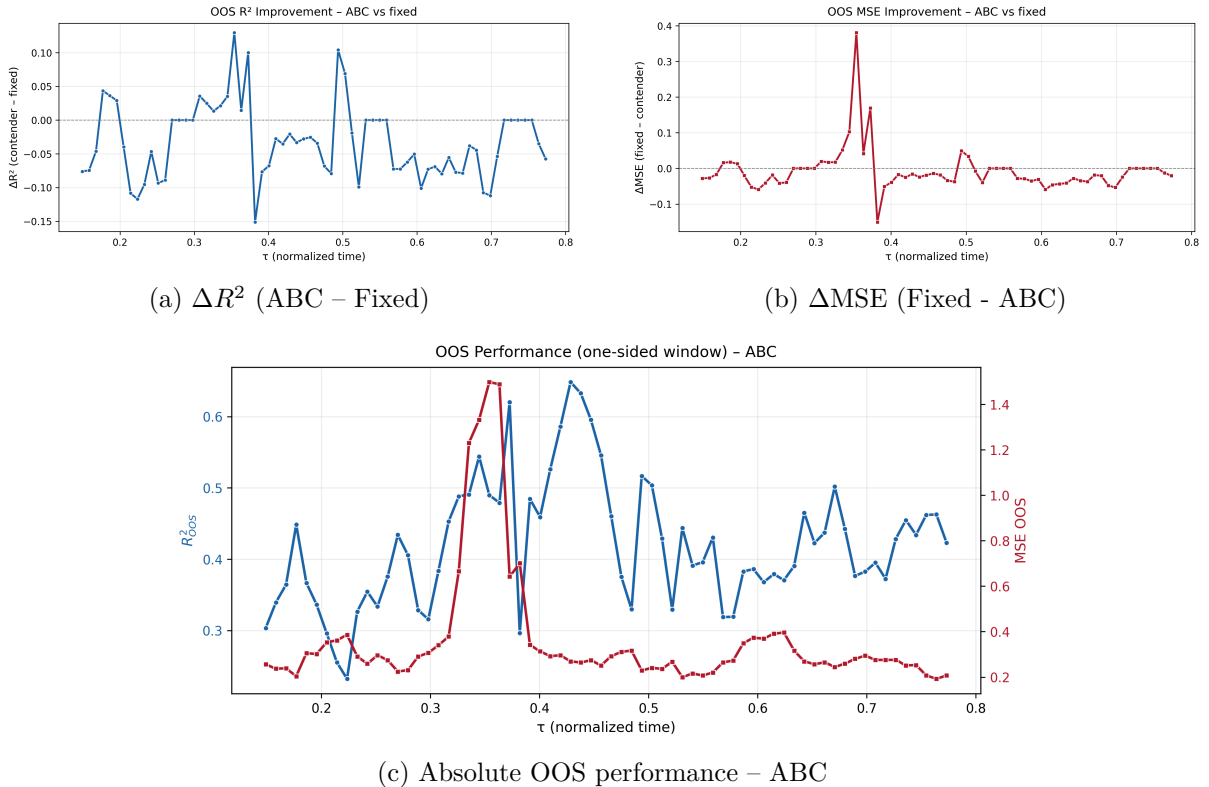 OOS R² Improvement – ABC vs fixed
ΔR² (contender – fixed)
0.10
0.05
0.00
−0.05
−0.10
−0.15
0.2 0.3 0.4 0.5 0.6 0.7 0.8
τ (normalized time)
(a) ΔR² (ABC – Fixed)
OOS MSE Improvement – ABC vs fixed
ΔMSE (fixed – contender)
0.4
0.3
0.2
0.1
0.0
−0.1
0.2 0.3 0.4 0.5 0.6 0.7 0.8
τ (normalized time)
(b) ΔMSE (Fixed - ABC)
OOS Performance (one-sided window) – ABC
R²OOS
0.6
0.5
0.4
0.3
1.4
1.2
1.0
0.8
0.6
0.4
0.2
MSE OOS
0.2 0.3 0.4 0.5 0.6 0.7 0.8
τ (normalized time)
(c) Absolute OOS performance – ABC